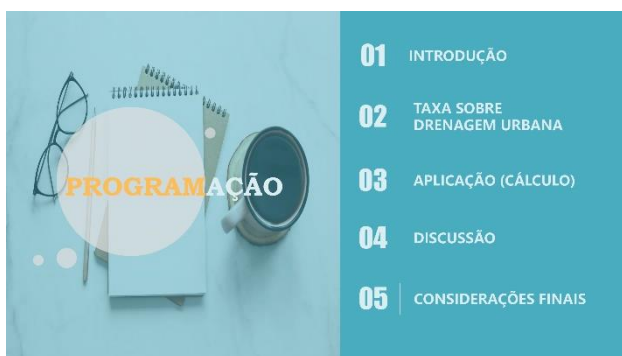 PROGRAMAÇÃO
01 INTRODUÇÃO
02 TAXA SOBRE
DRENAGEM URBANA
03 APLICAÇÃO (CÁLCULO)
04 DISCUSSÃO
05 CONSIDERAÇÕES FINAIS